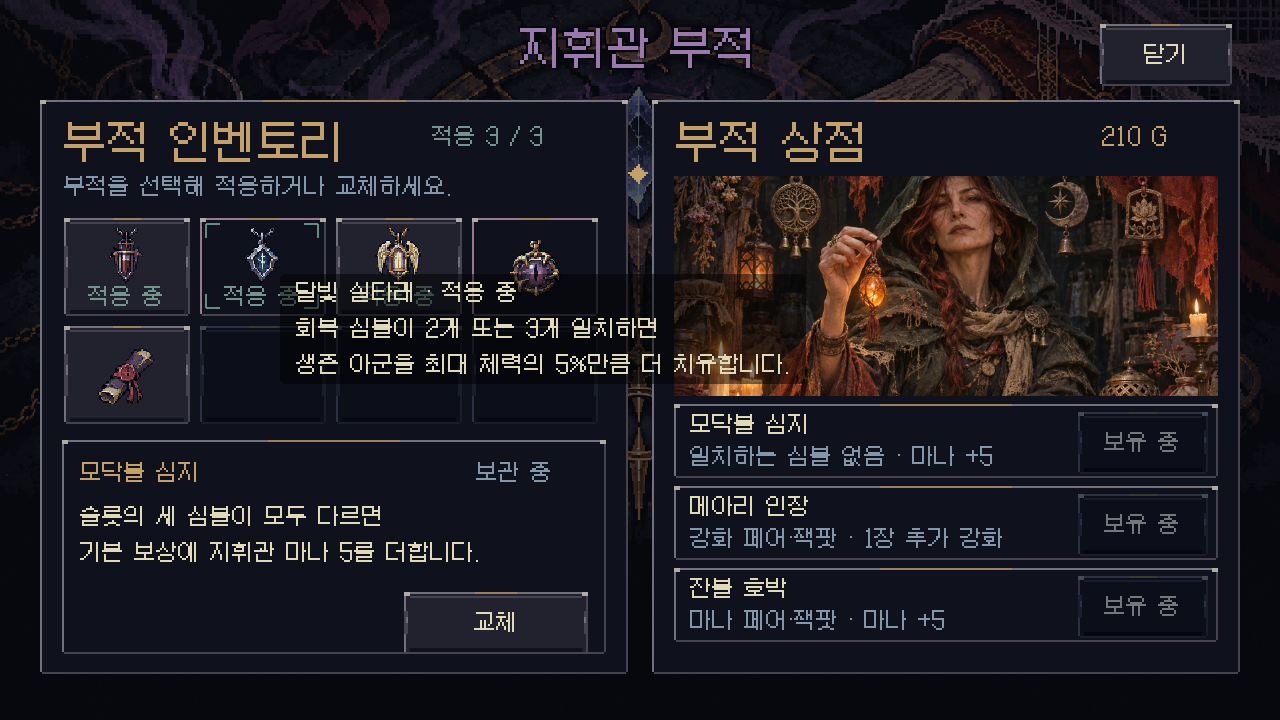 지휘관 부적
닫기
부적 인벤토리
적용 3 / 3
부적을 선택해 적용하거나 교체하세요.
적용 중
적용 중
중
달빛 실타래 · 적용 중
회복 심볼이 2개 또는 3개 일치하면
생존 아군을 최대 체력의 5%만큼 더 치유합니다.
모닥불 심지
보관 중
슬롯의 세 심볼이 모두 다르면
기본 보상에 지휘관 마나 5를 더합니다.
교체
부적 상점
210 G
모닥불 심지
일치하는 심볼 없음 · 마나 +5
보유 중
메아리 인장
강화 페어·잭팟 · 1장 추가 강화
보유 중
잔불 호박
마나 페어·잭팟 · 마나 +5
보유 중